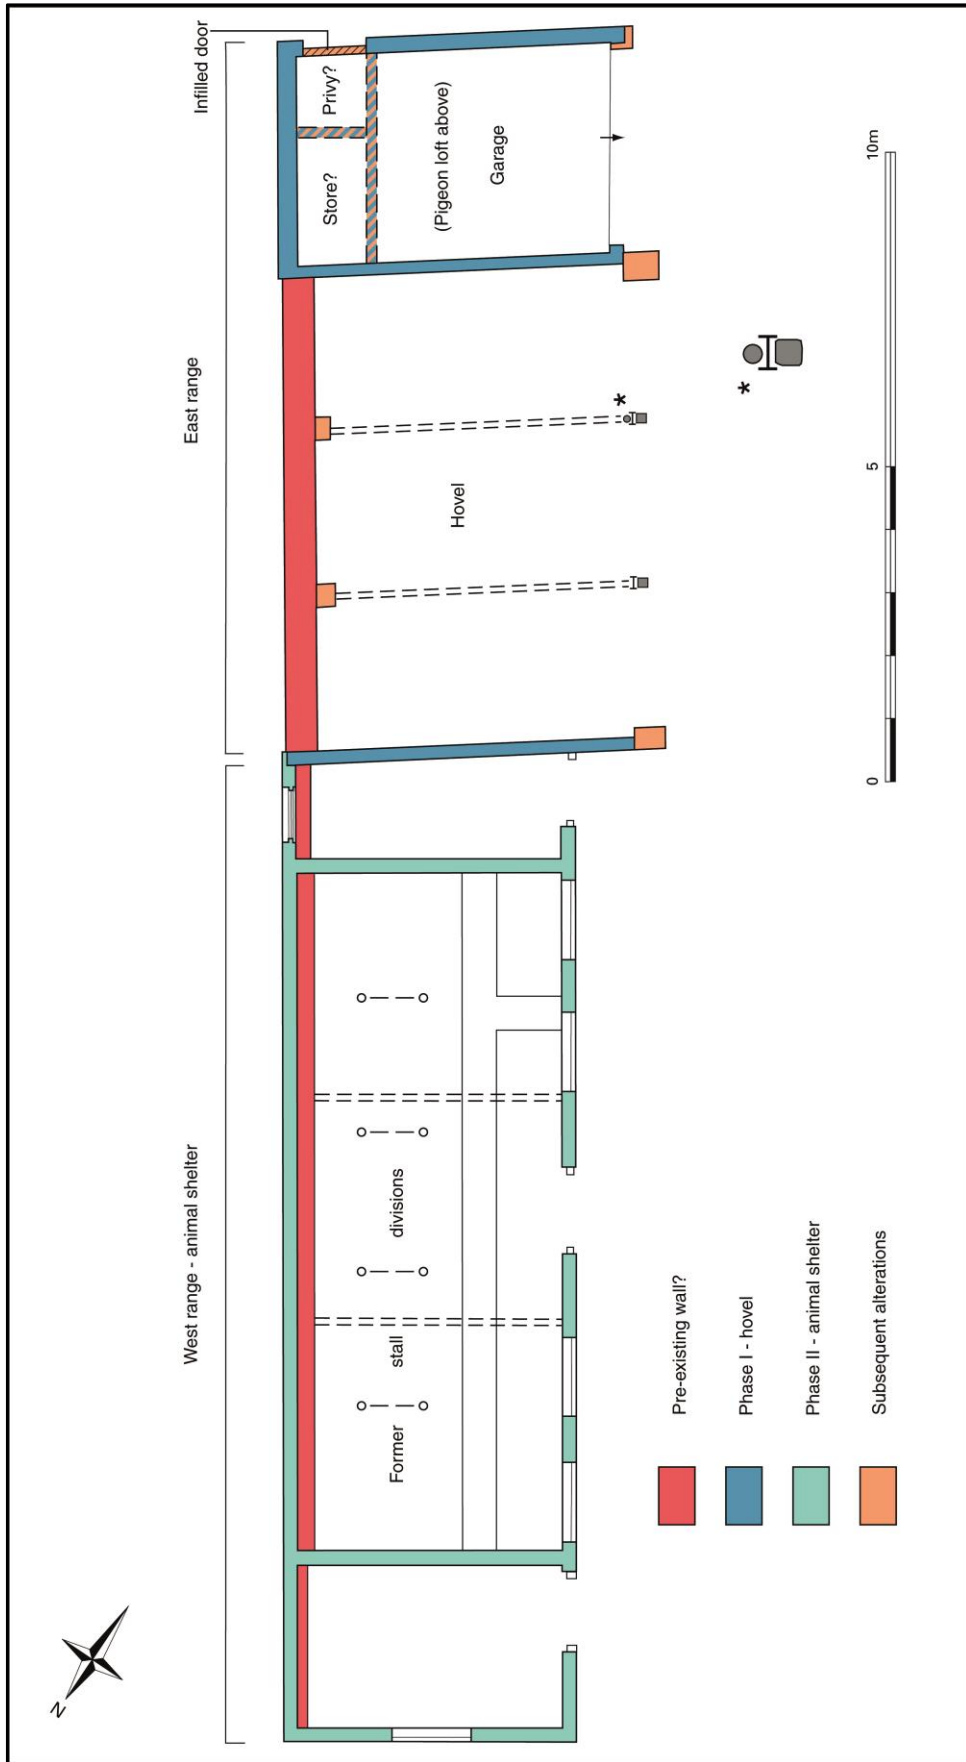 West range - animal shelter
East range
Infilled door
Store?
Privy?
(Pigeon loft above)
Garage
Hovel
*
*
Former
stall
divisions
N
Pre-existing wall?
Phase I - hovel
Phase II - animal shelter
Subsequent alterations
0
5
10m